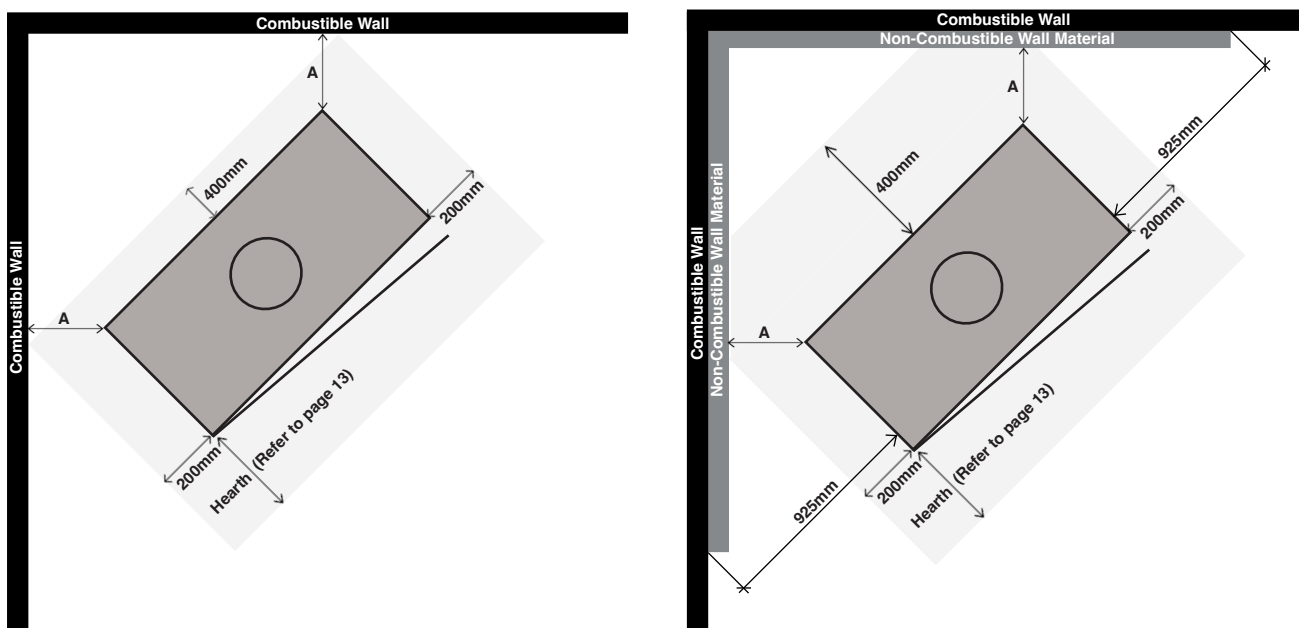 Combustible Wall
A
400mm
200mm
Combustible Wall
A
200mm
Hearth (Refer to page 13)
Combustible Wall
Non-Combustible Wall Material
A
925mm
400mm
200mm
Combustible Wall
Non-Combustible Wall Material
A
200mm
Hearth (Refer to page 13)
925mm